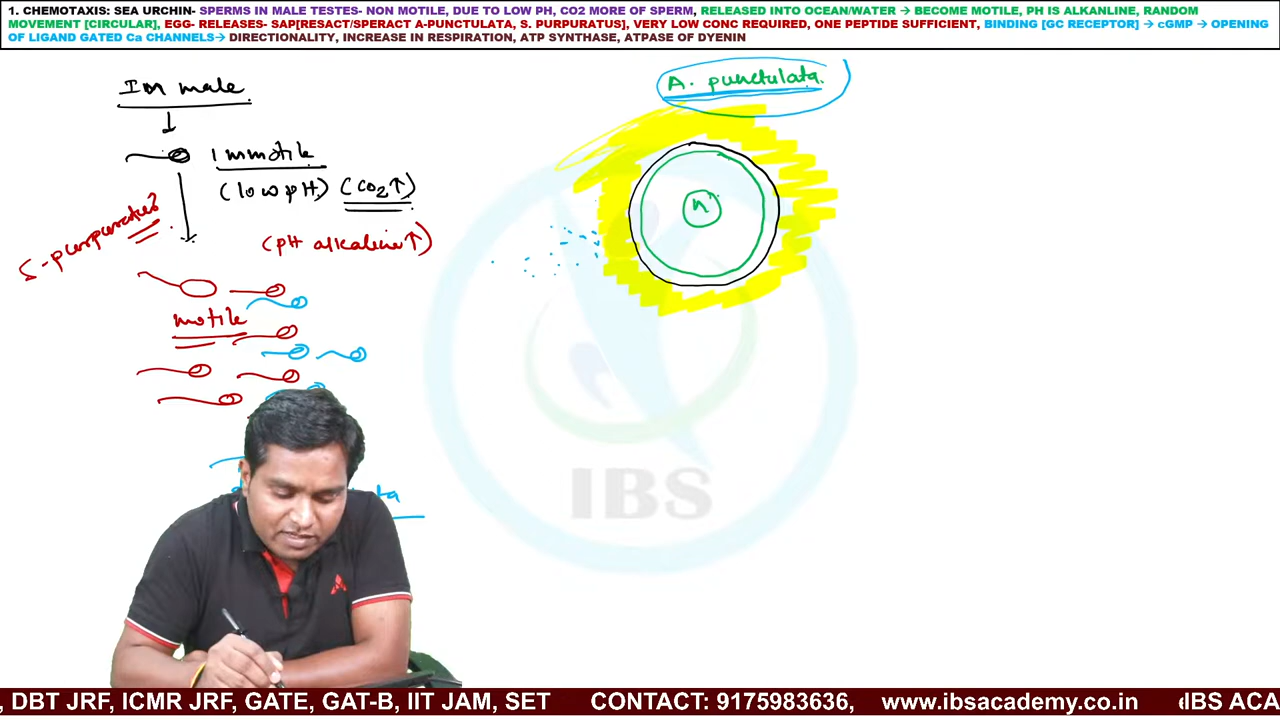 1. CHEMOTAXIS: SEA URCHIN- SPERMS IN MALE TESTES- NON MOTILE, DUE TO LOW PH, CO2 MORE OF SPERM, RELEASED INTO OCEAN/WATER → BECOME MOTILE, PH IS ALKANLINE, RANDOM
MOVEMENT [CIRCULAR], EGG- RELEASES- SAP[RESACT/SPERACT A-PUNCTULATA, S. PURPURATUS], VERY LOW CONC REQUIRED, ONE PEPTIDE SUFFICIENT, BINDING [GC RECEPTOR] → cGMP → OPENING
OF LIGAND GATED Ca CHANNELS→ DIRECTIONALITY, INCREASE IN RESPIRATION, ATP SYNTHASE, ATPASE OF DYENIN
A. punctulata
In male
Immotile
(low pH) (CO2↑)
S-purpuratus
(pH alkaline↑)
motile
n
IBS
, DBT JRF, ICMR JRF, GATE, GAT-B, IIT JAM, SET CONTACT: 9175983636, www.ibsacademy.co.in IBS ACA